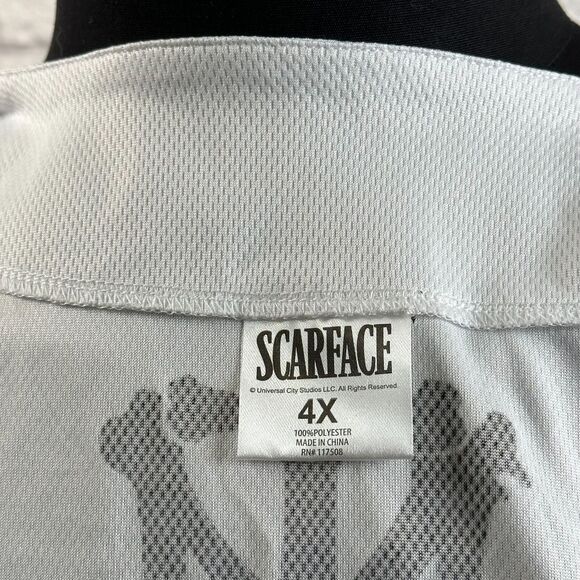 SCARFACE
© Universal City Studios LLC. All Rights Reserved.
4X
100%POLYESTER
MADE IN CHINA
RN# 117508